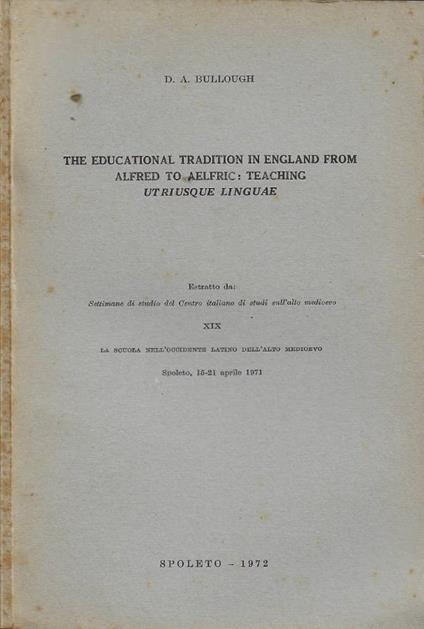 D. A. BULLOUGH
THE EDUCATIONAL TRADITION IN ENGLAND FROM
ALFRED TO AELFRIC: TEACHING
UTRIUSQUE LINGUAE
Estratto da:
Settimane di studio del Centro italiano di studi sull'alto medioevo
XIX
LA SCUOLA NELL'OCCIDENTE LATINO DELL'ALTO MEDIOEVO
Spoleto, 15-21 aprile 1971
SPOLETO - 1972